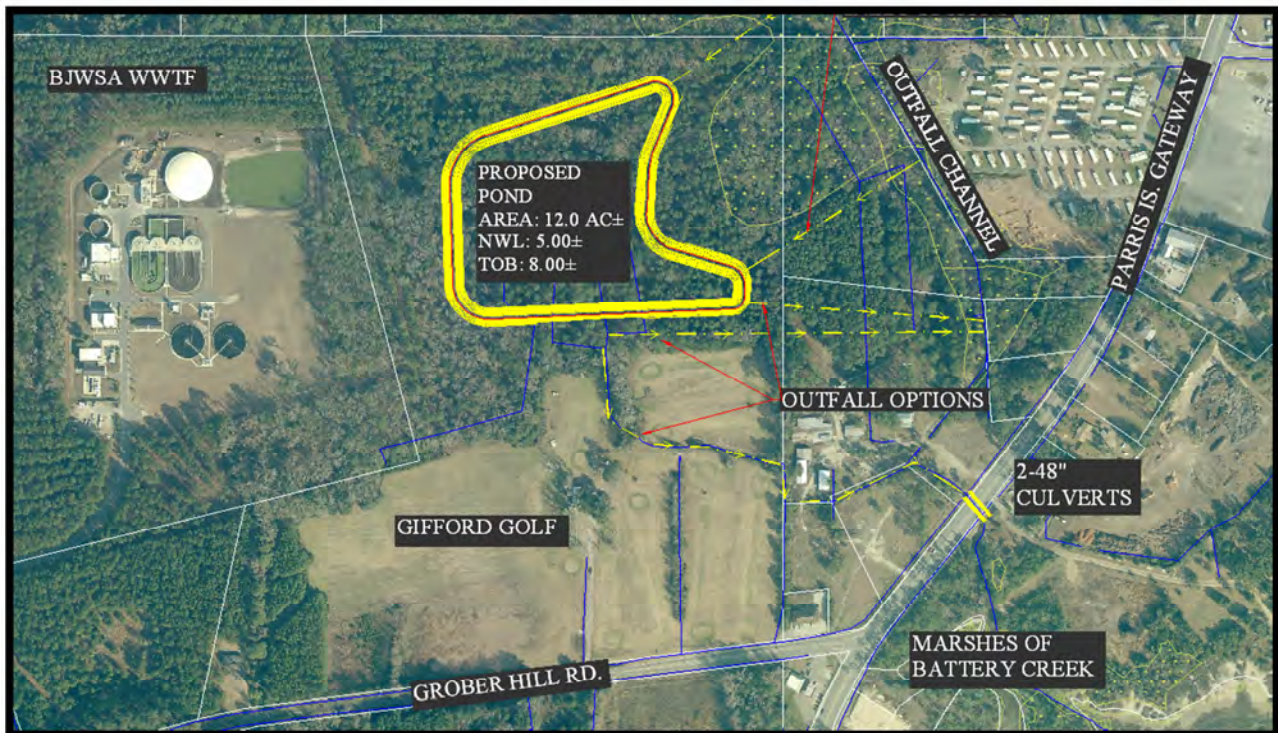 BJWSA WWTF
PROPOSED
POND
AREA: 12.0 AC±
NWL: 5.00±
TOB: 8.00±
OUTFALL CHANNEL
PARRIS IS. GATEWAY
OUTFALL OPTIONS
2-48"
CULVERTS
GIFFORD GOLF
MARSHES OF
BATTERY CREEK
GROBER HILL RD.